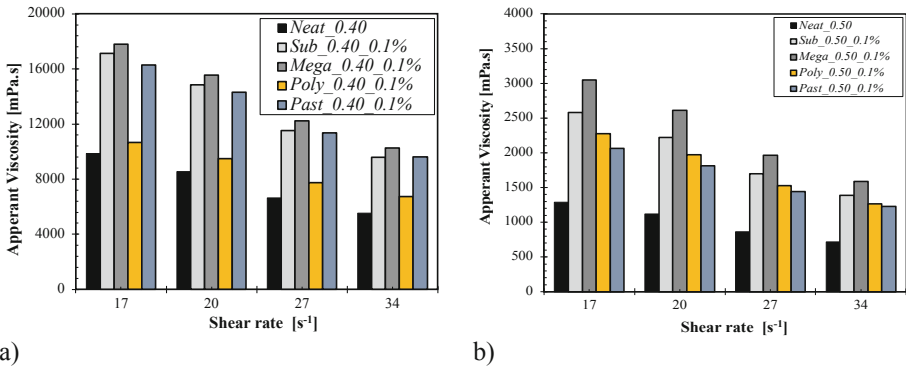 20000
16000
12000
8000
4000
0
Apperant Viscosity [mPa.s]
Neat_0.40
Sub_0.40_0.1%
Mega_0.40_0.1%
Poly_0.40_0.1%
Past_0.40_0.1%
17 20 27 34
Shear rate [s⁻¹]
a)
4000
3500
3000
2500
2000
1500
1000
500
0
Apperant Viscosity [mPa.s]
Neat_0.50
Sub_0.50_0.1%
Mega_0.50_0.1%
Poly_0.50_0.1%
Past_0.50_0.1%
17 20 27 34
Shear rate [s⁻¹]
b)